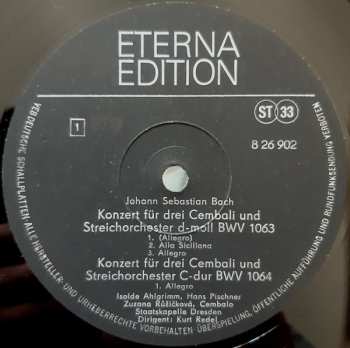 ETERNA
EDITION
ST 33
1
8 26 902
Johann Sebastian Bach
Konzert für drei Cembali und
Streichorchester d-moll BWV 1063
1. (Allegro)
2. Alla Siciliana
3. Allegro
Konzert für drei Cembali und
Streichorchester C-dur BWV 1064
1. Allegro
Isolde Ahlgrimm, Hans Pischner
Zuzana Růžičková, Cembalo
Staatskapelle Dresden
Dirigent: Kurt Redel
VEB DEUTSCHE SCHALLPLATTEN · ALLE HERSTELLER- UND URHEBERRECHTE VORBEHALTEN · ÜBERSPIELUNG, ÖFFENTLICHE AUFFÜHRUNG UND RUNDFUNKSENDUNG VERBOTEN